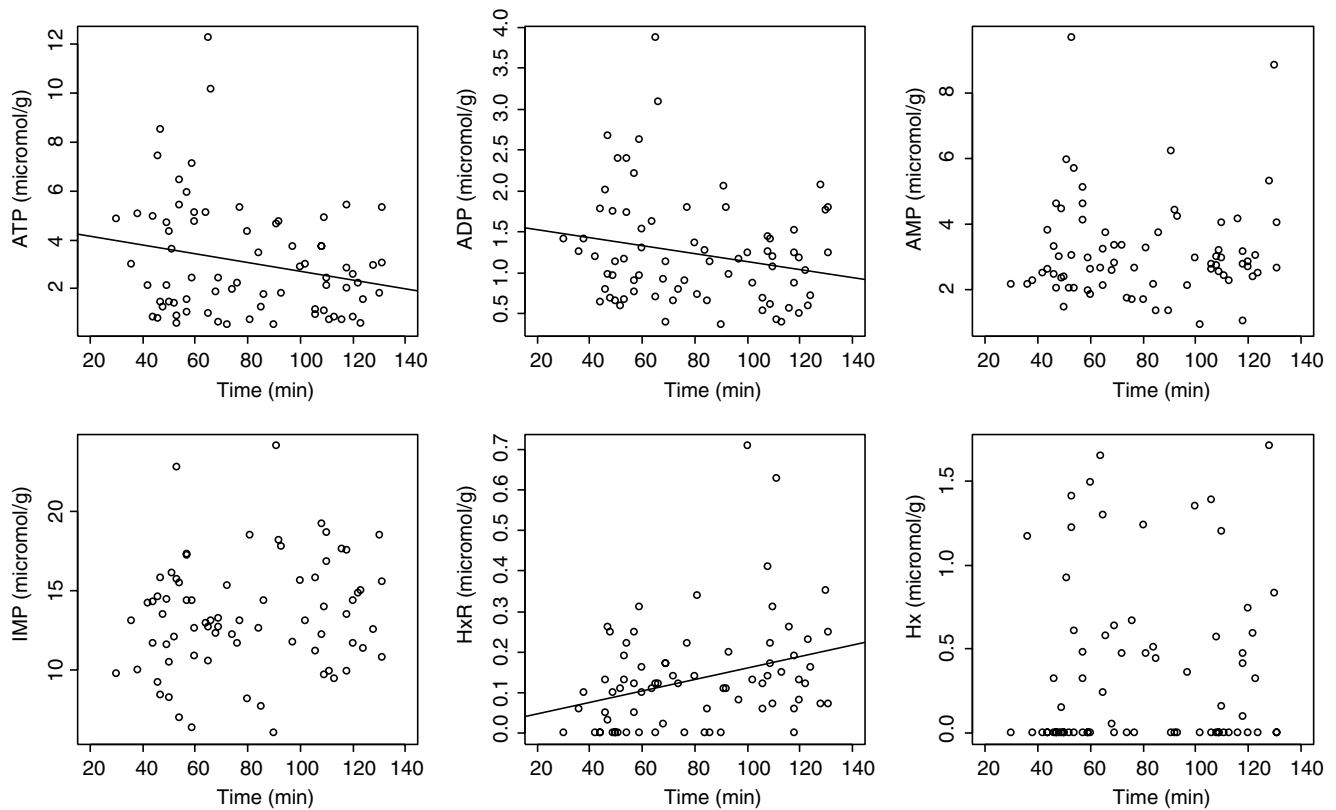 ATP (micromol/g)
12
10
8
6
4
2
20 40 60 80 100 120 140
Time (min)
ADP (micromol/g)
4.0
3.5
3.0
2.5
2.0
1.5
1.0
0.5
20 40 60 80 100 120 140
Time (min)
AMP (micromol/g)
8
6
4
2
20 40 60 80 100 120 140
Time (min)
IMP (micromol/g)
20
15
10
20 40 60 80 100 120 140
Time (min)
HxR (micromol/g)
0.7
0.6
0.5
0.4
0.3
0.2
0.1
0.0
20 40 60 80 100 120 140
Time (min)
Hx (micromol/g)
1.5
1.0
0.5
0.0
20 40 60 80 100 120 140
Time (min)